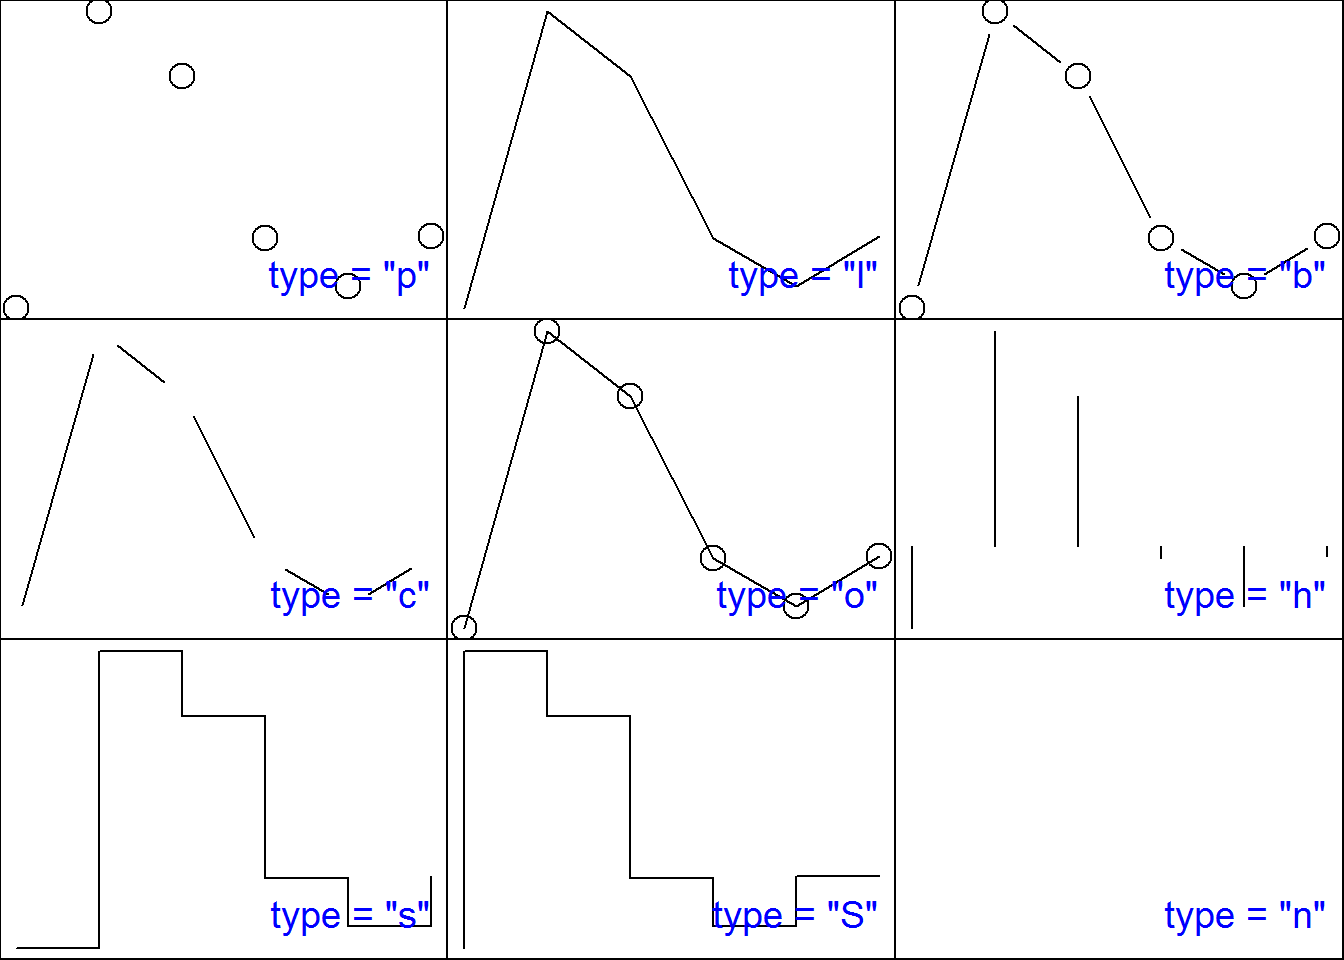 type = "p"
type = "l"
type = "b"
type = "c"
type = "o"
type = "h"
type = "s"
type = "S"
type = "n"